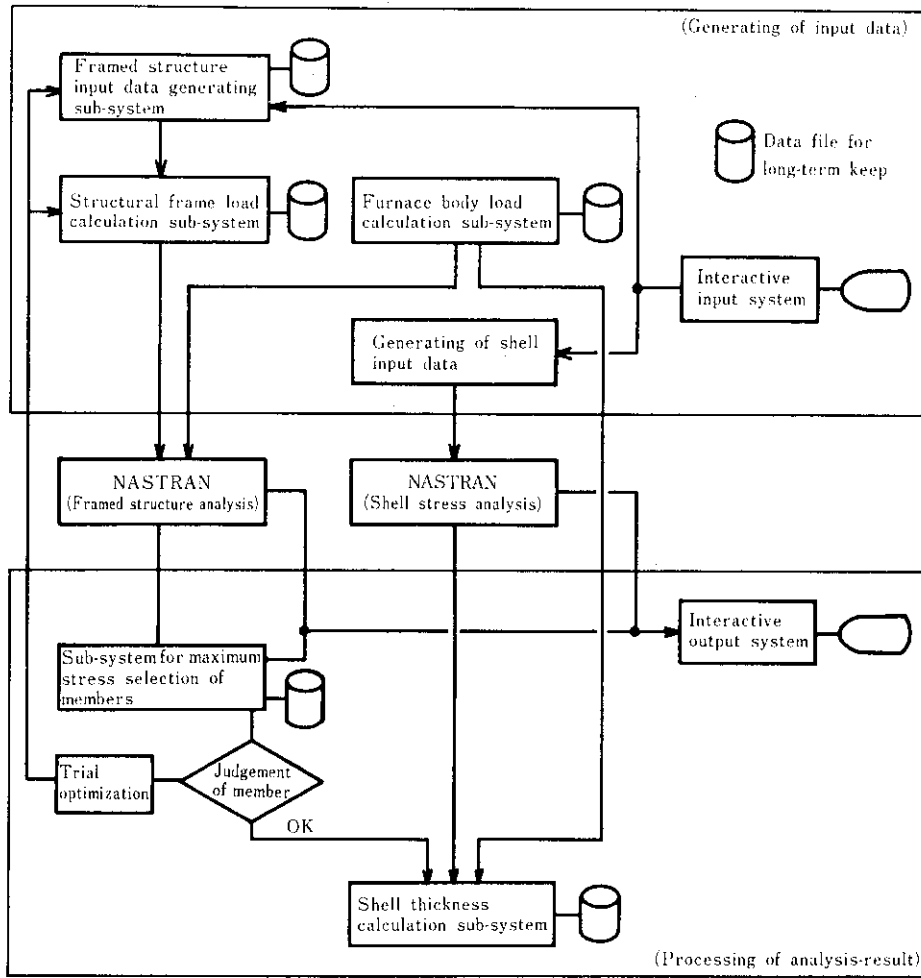 (Generating of input data)
Framed structure
input data generating
sub-system
Data file for
long-term keep
Structural frame load
calculation sub-system
Furnace body load
calculation sub-system
Interactive
input system
Generating of shell
input data
NASTRAN
(Framed structure analysis)
NASTRAN
(Shell stress analysis)
Interactive
output system
Sub-system for maximum
stress selection of
members
Trial
optimization
Judgement
of member
OK
Shell thickness
calculation sub-system
(Processing of analysis-result)